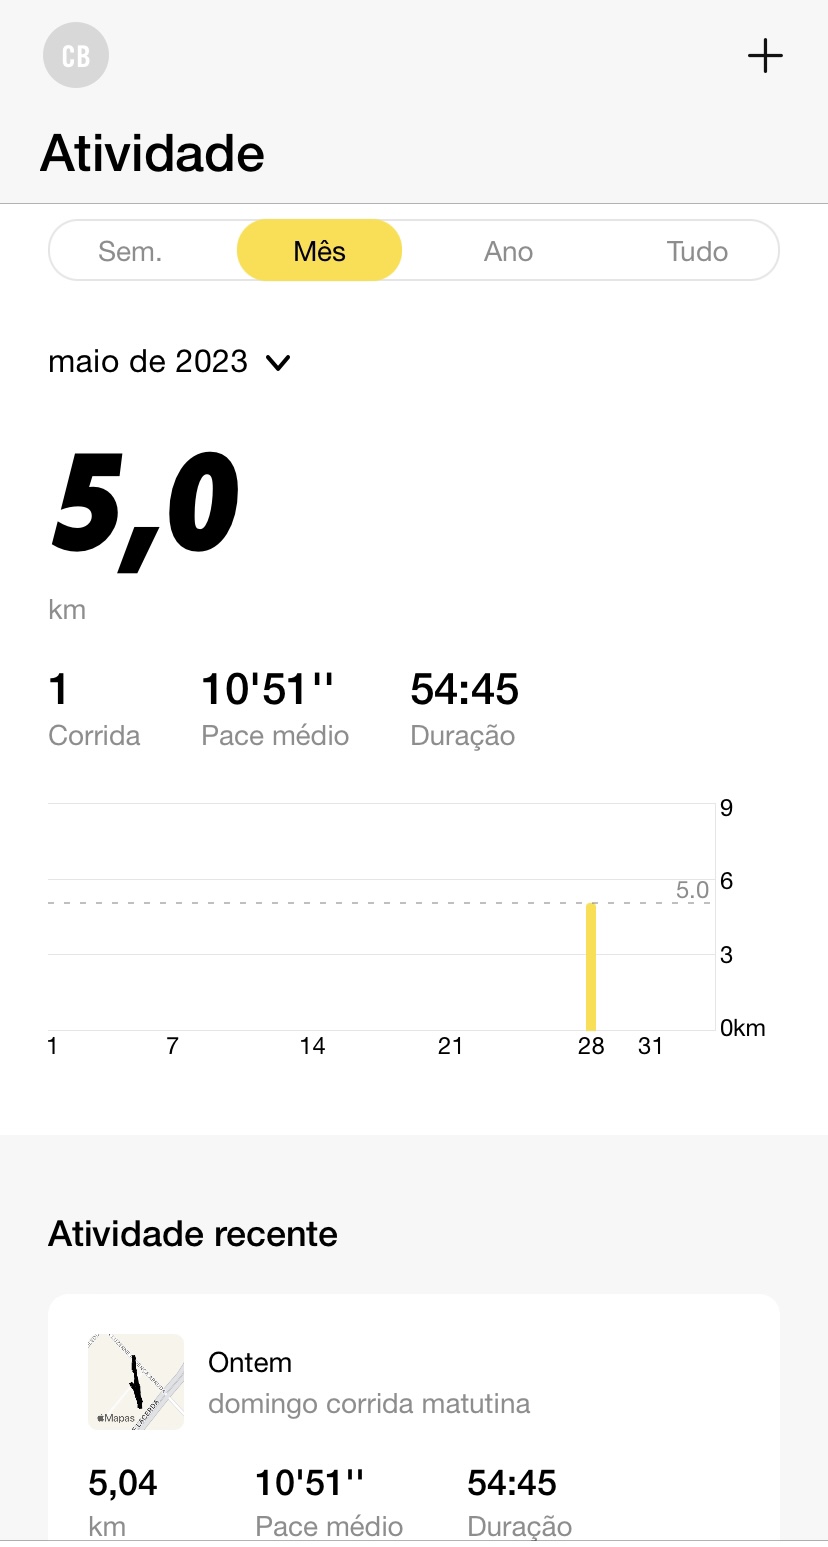 CB
Atividade
Sem. Mês Ano Tudo
maio de 2023
5,0
km
1 10'51'' 54:45
Corrida Pace médio Duração
9
6
5.0
3
0km
1 7 14 21 28 31
Atividade recente
Ontem
domingo corrida matutina
Mapas
LACERDA
5,04 10'51'' 54:45
km Pace médio Duração